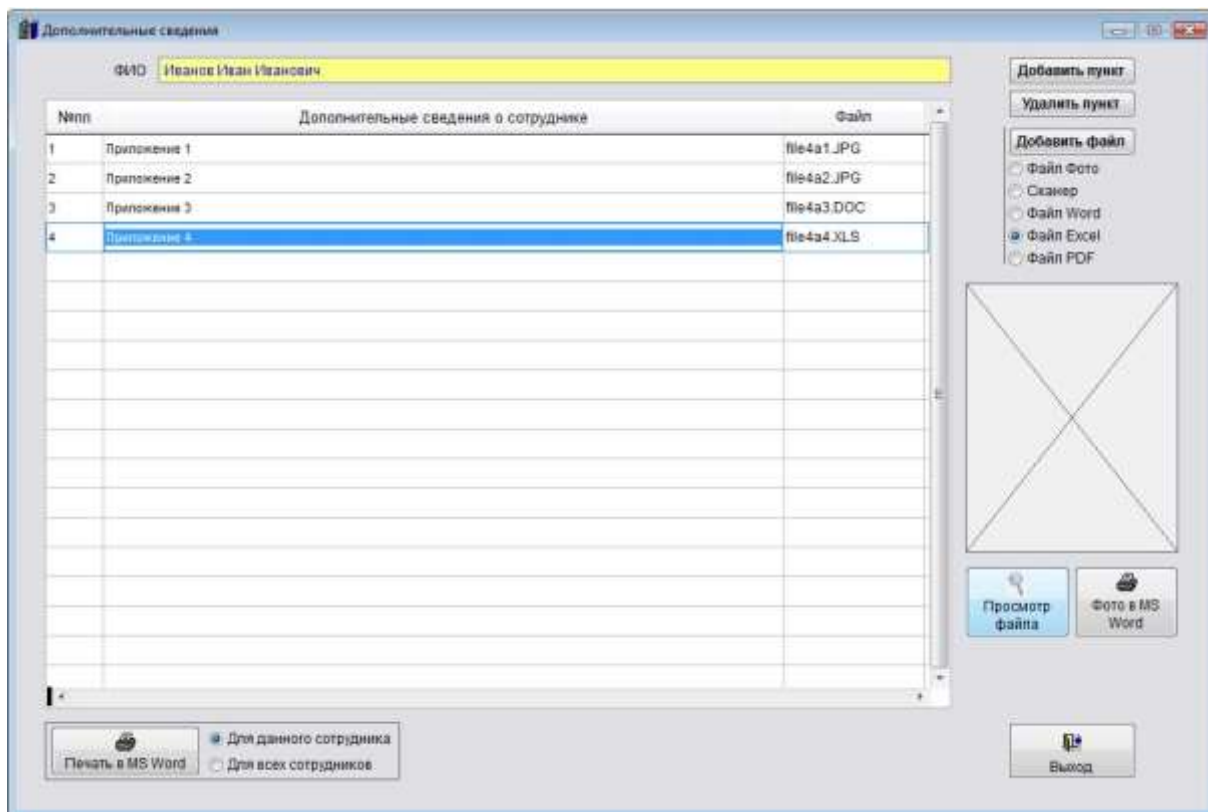 Дополнительные сведения
ФИО Иванов Иван Иванович
Добавить пункт
Удалить пункт
№пп Дополнительные сведения о сотруднике Файл
1 Приложение 1 file4a1.JPG
2 Приложение 2 file4a2.JPG
3 Приложение 3 file4a3.DOC
4 Приложение 4 file4a4.XLS
Добавить файл
Файл Фото
Сканер
Файл Word
Файл Excel
Файл PDF
Просмотр
файла
Фото в MS
Word
Печать в MS Word
Для данного сотрудника
Для всех сотрудников
Выход